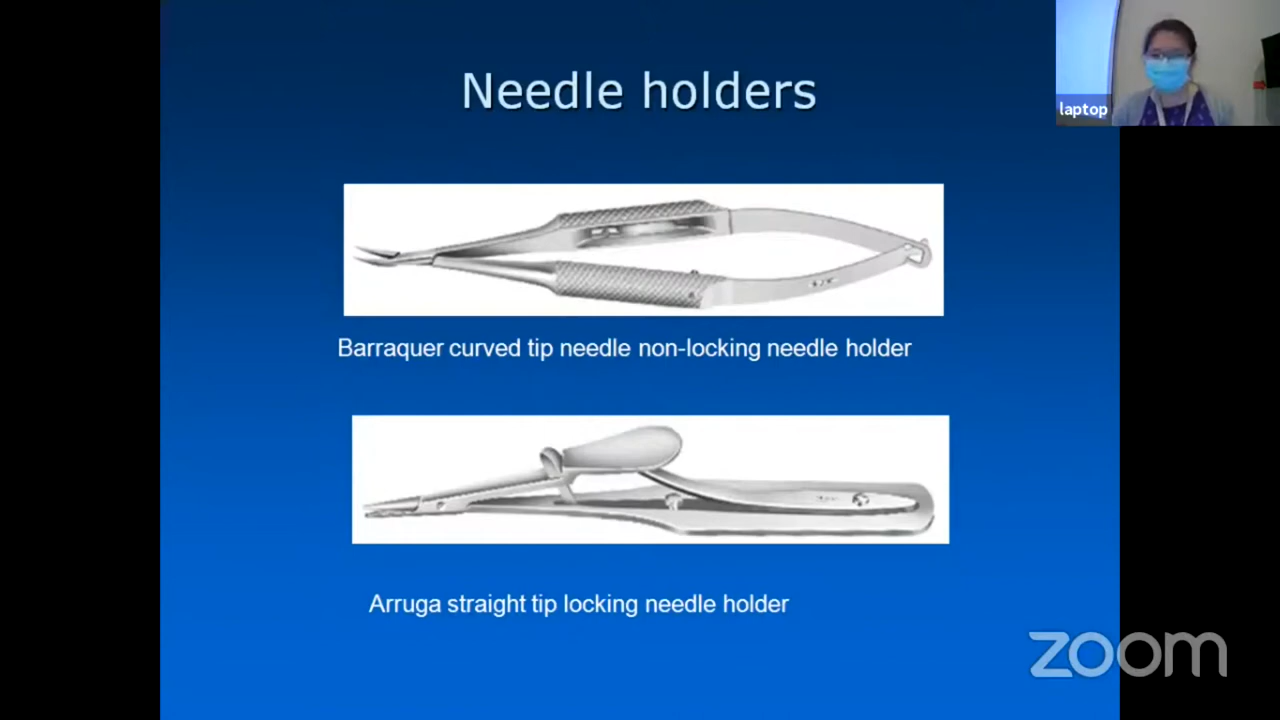 Needle holders
laptop
Barraquer curved tip needle non-locking needle holder
Arruga straight tip locking needle holder
zoom